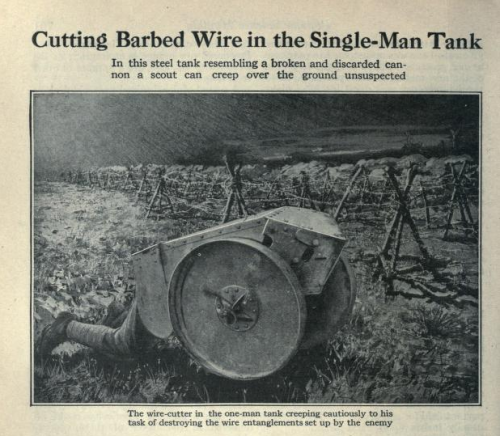 Cutting Barbed Wire in the Single-Man Tank
In this steel tank resembling a broken and discarded can-
non a scout can creep over the ground unsuspected
The wire-cutter in the one-man tank creeping cautiously to his
task of destroying the wire entanglements set up by the enemy